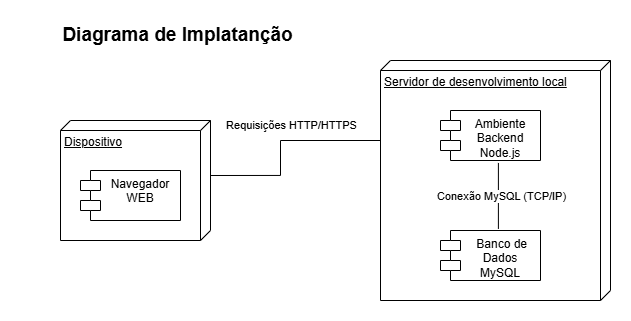 Diagrama de Implatanção
Servidor de desenvolvimento local
Ambiente
Backend
Node.js
Requisições HTTP/HTTPS
Dispositivo
Navegador
WEB
Conexão MySQL (TCP/IP)
Banco de
Dados
MySQL